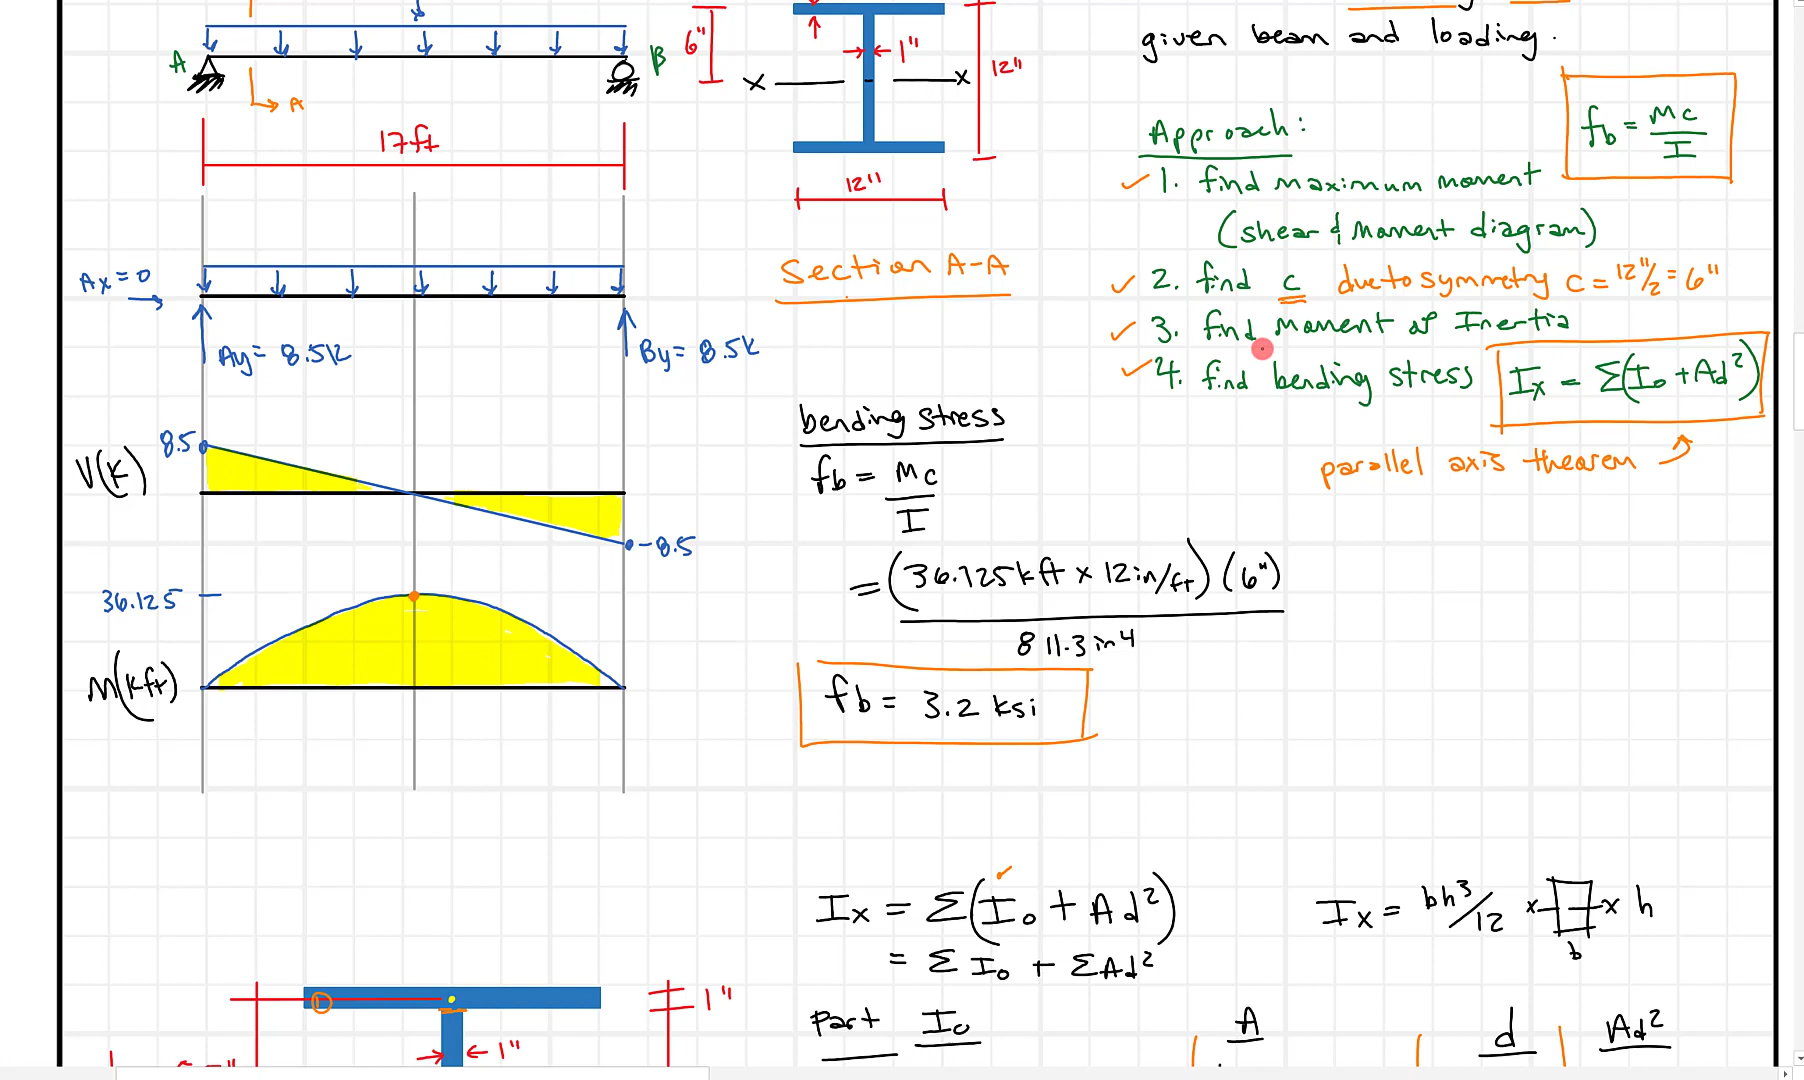 given beam and loading.
A
B
A
6"
1"
12"
x
x
12"
17ft
Section A-A
fb = Mc/I
Approach:
1. find maximum moment
(shear & Moment diagram)
2. find c due to symmetry c = 12"/2 = 6"
3. find Moment of Inertia
4. find bending stress
Ix = Σ(Io + Ad²)
parallel axis theorem
Ax = 0
Ay = 8.5k
By = 8.5k
V(k)
8.5
-8.5
36.125
M(kft)
bending stress
fb = Mc
I
= (36.125kft x 12in/ft)(6")
811.3in4
fb = 3.2 ksi
Ix = Σ(Io + Ad²)
= Σ Io + ΣAd²
Ix = bh³/12
x x h
b
1
1"
1"
Part Io A d Ad²